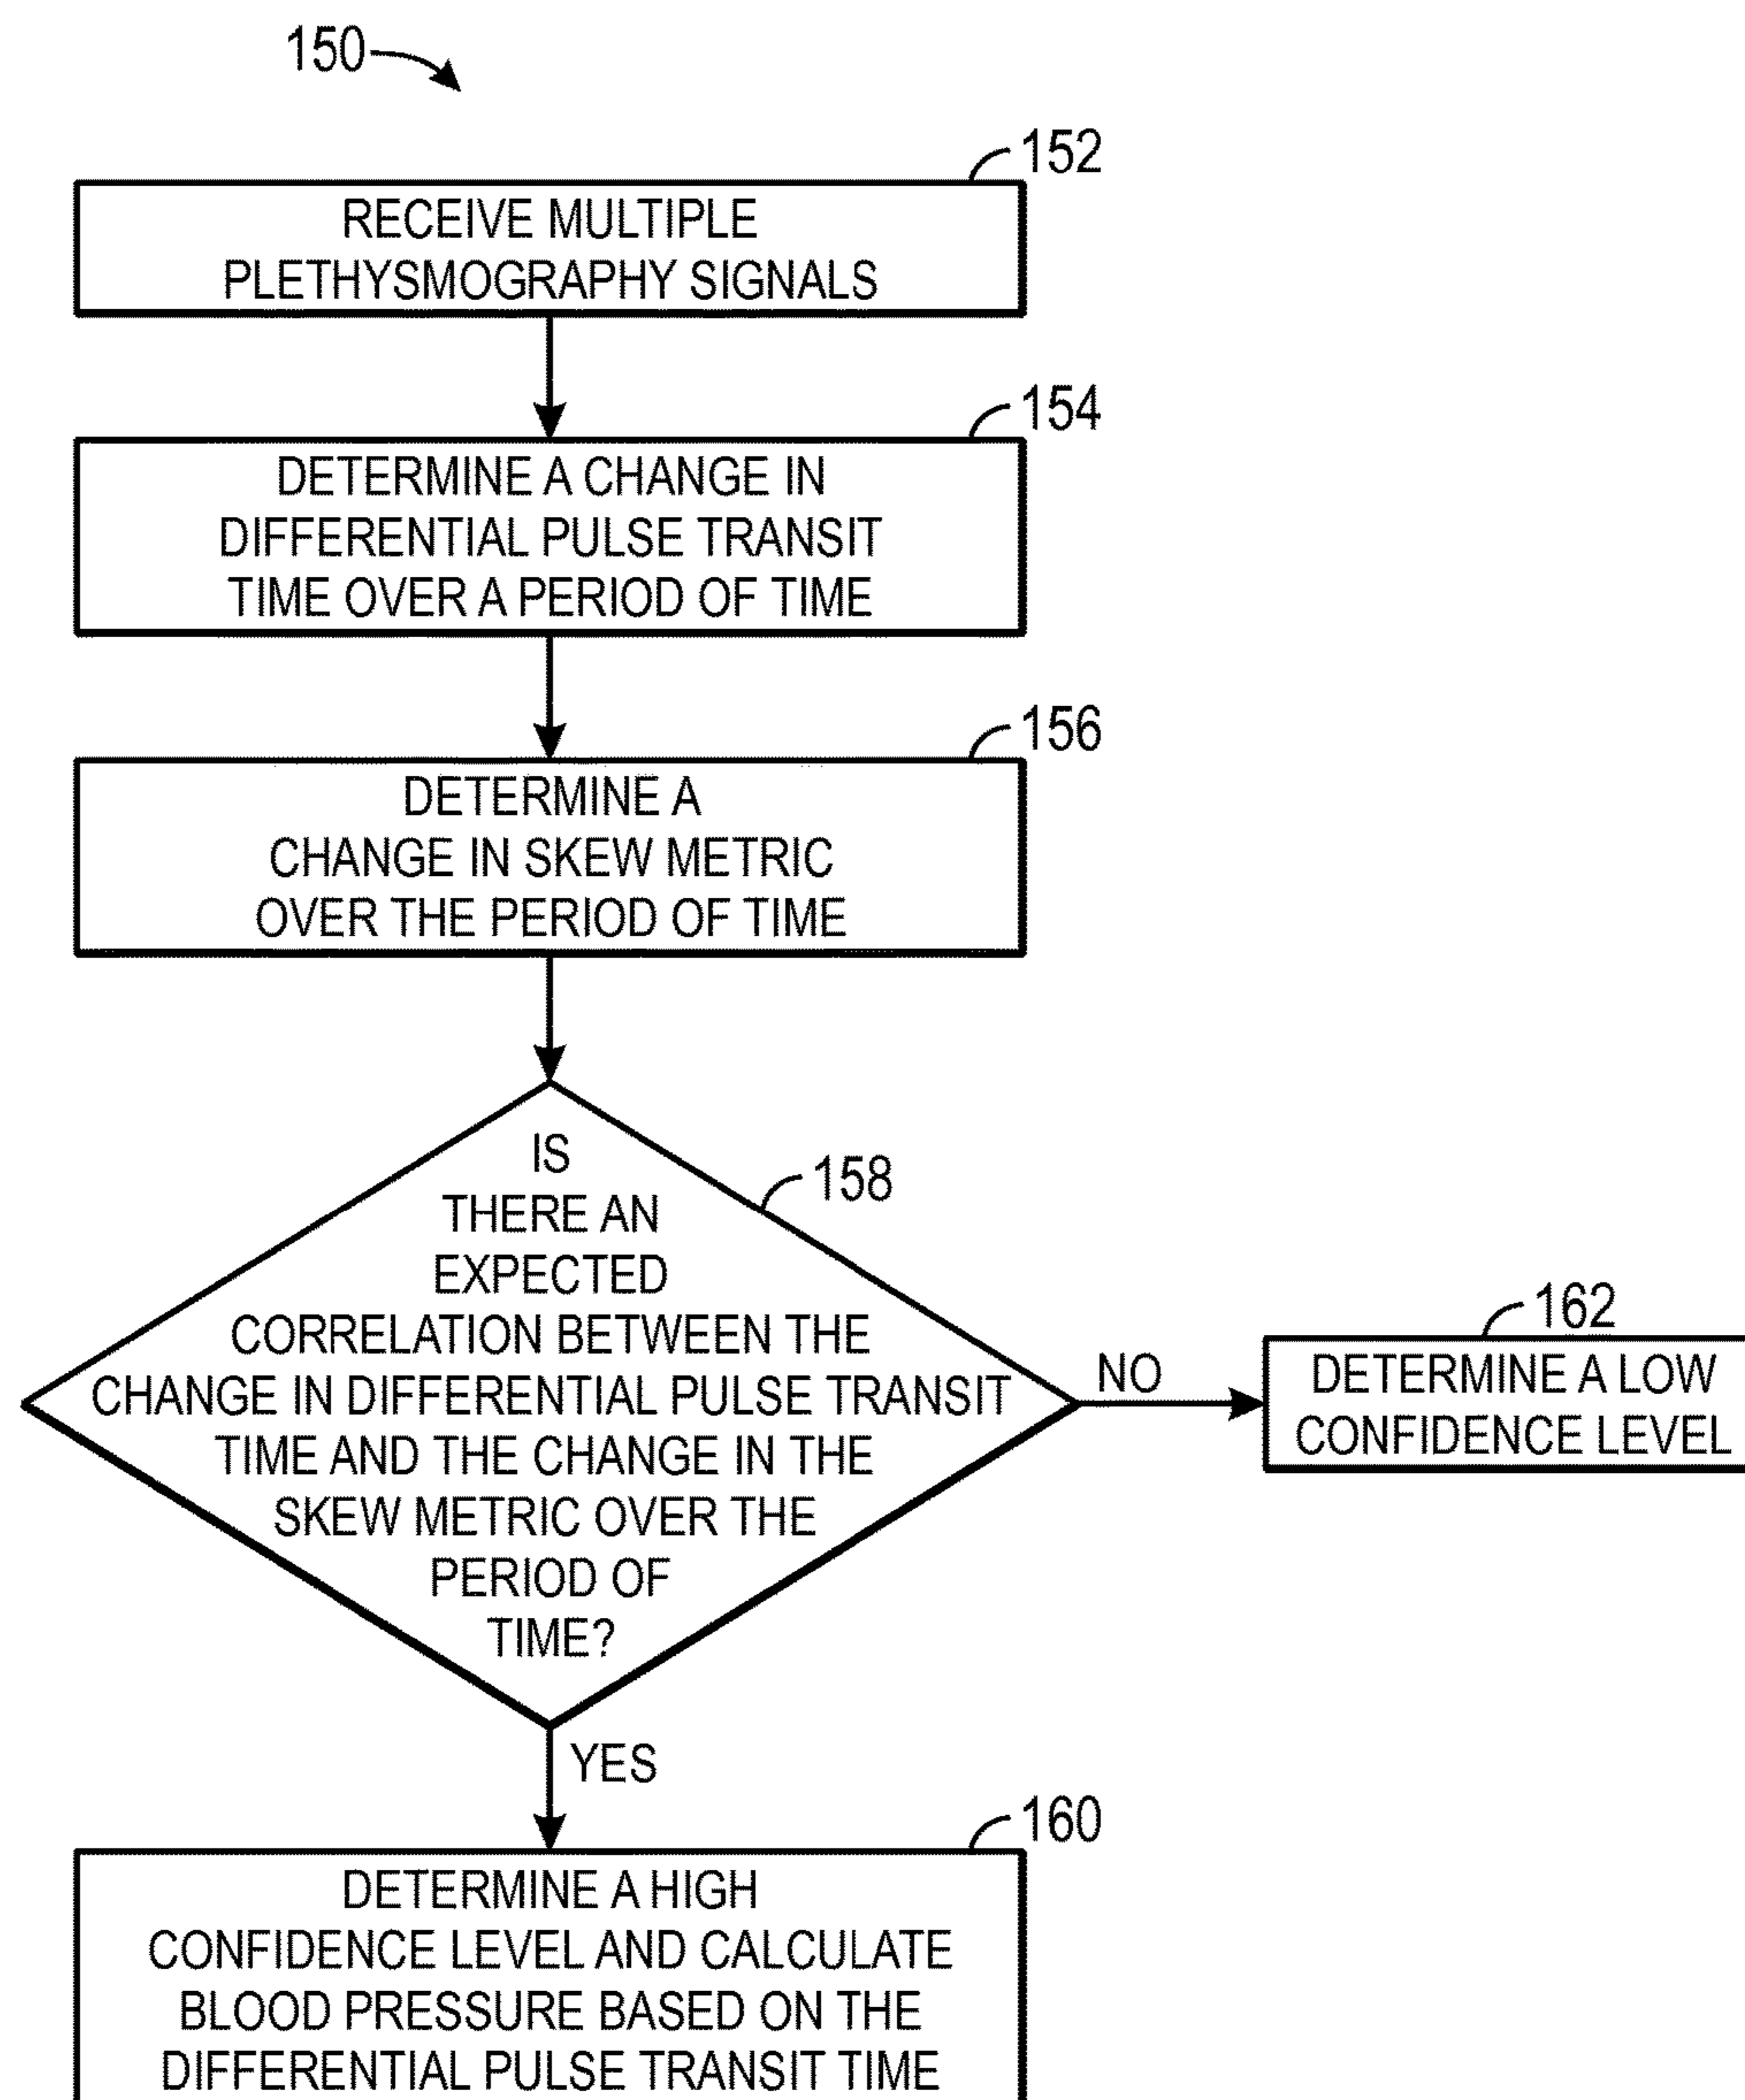 150
152
RECEIVE MULTIPLE
PLETHYSMOGRAPHY SIGNALS
154
DETERMINE A CHANGE IN
DIFFERENTIAL PULSE TRANSIT
TIME OVER A PERIOD OF TIME
156
DETERMINE A
CHANGE IN SKEW METRIC
OVER THE PERIOD OF TIME
158
IS
THERE AN
EXPECTED
CORRELATION BETWEEN THE
CHANGE IN DIFFERENTIAL PULSE TRANSIT
TIME AND THE CHANGE IN THE
SKEW METRIC OVER THE
PERIOD OF
TIME?
NO
162
DETERMINE A LOW
CONFIDENCE LEVEL
YES
160
DETERMINE A HIGH
CONFIDENCE LEVEL AND CALCULATE
BLOOD PRESSURE BASED ON THE
DIFFERENTIAL PULSE TRANSIT TIME